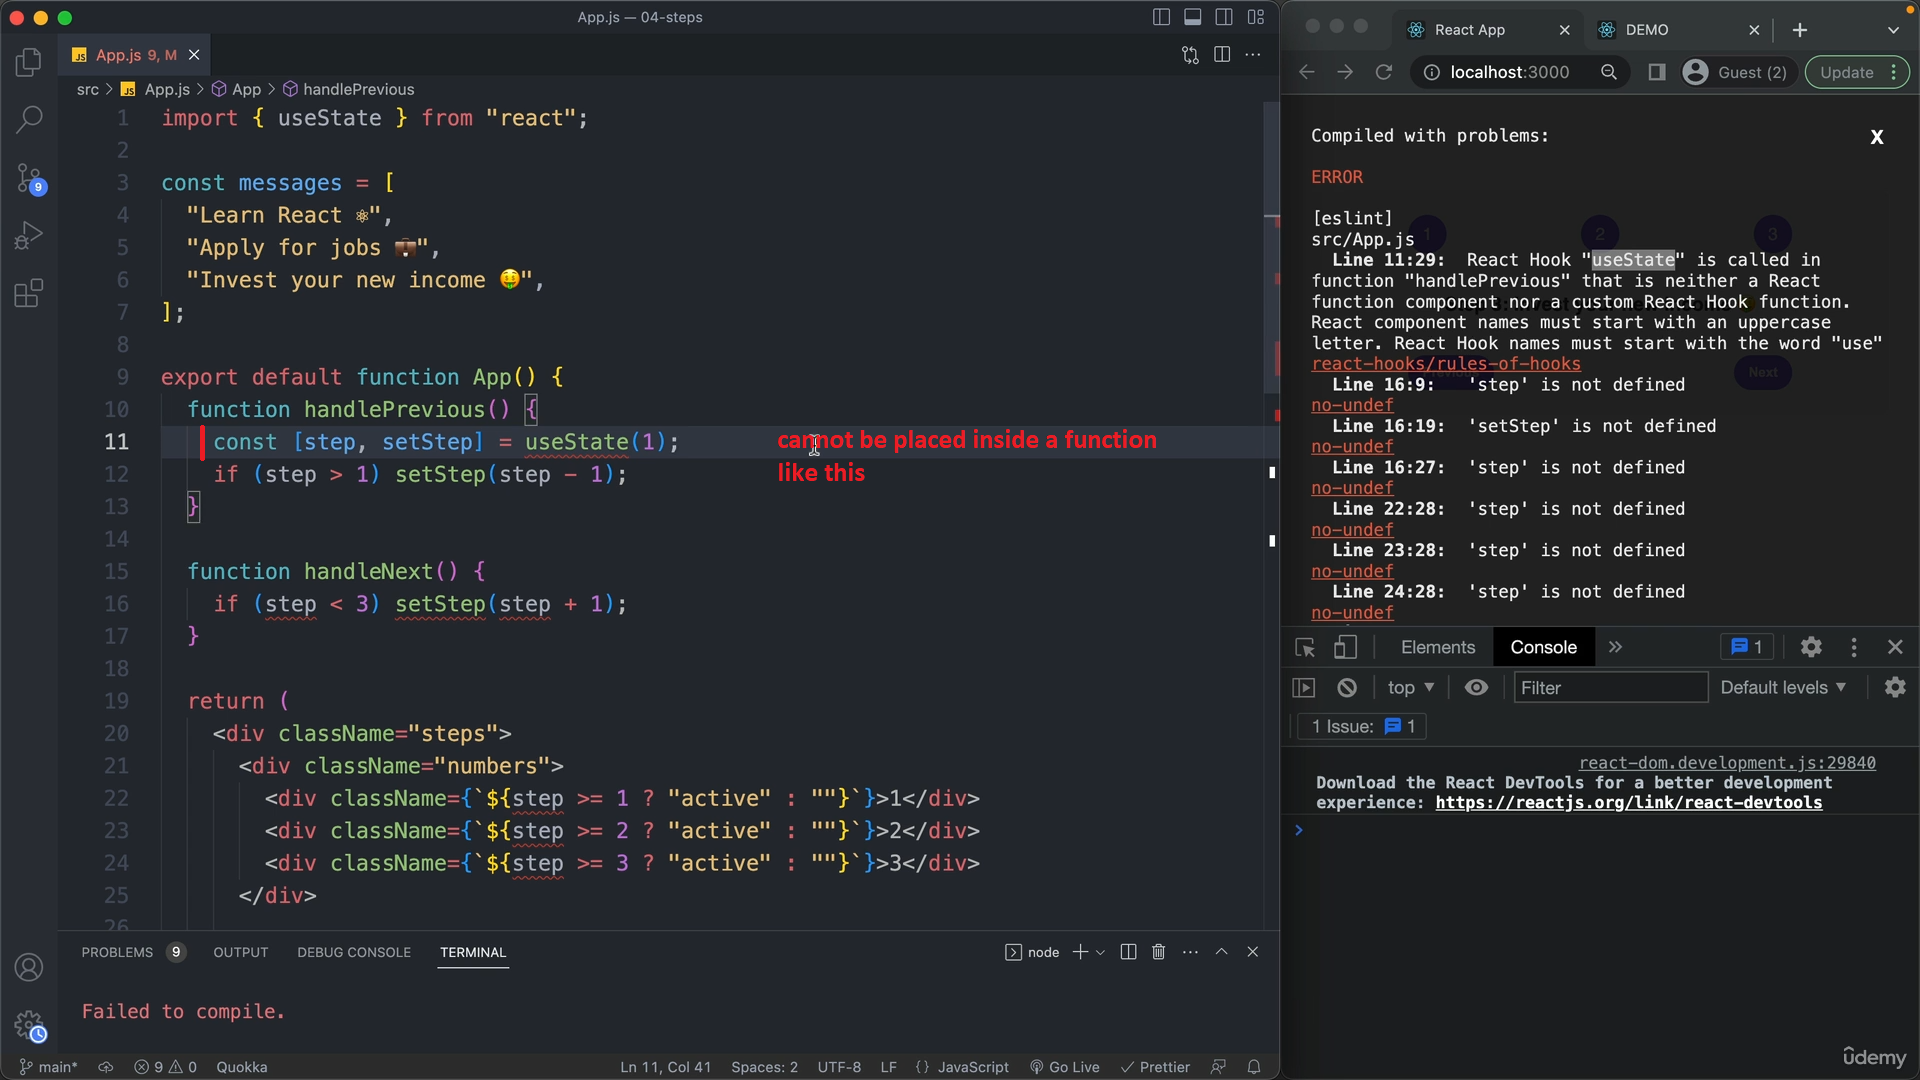 App.js — 04-steps
App.js 9, M
src > App.js > App > handlePrevious
1 import { useState } from "react";
2
3 const messages = [
4 "Learn React ⚛️",
5 "Apply for jobs 💼",
6 "Invest your new income 🤑",
7 ];
8
9 export default function App() {
10 function handlePrevious() {
11 const [step, setStep] = useState(1);
cannot be placed inside a function
like this
12 if (step > 1) setStep(step - 1);
13 }
14
15 function handleNext() {
16 if (step < 3) setStep(step + 1);
17 }
18
19 return (
20 <div className="steps">
21 <div className="numbers">
22 <div className={`${step >= 1 ? "active" : ""}`}>1</div>
23 <div className={`${step >= 2 ? "active" : ""}`}>2</div>
24 <div className={`${step >= 3 ? "active" : ""}`}>3</div>
25 </div>
26
9
PROBLEMS 9 OUTPUT DEBUG CONSOLE TERMINAL
node
Failed to compile.
main* 9 0 Quokka
Ln 11, Col 41 Spaces: 2 UTF-8 LF {} JavaScript Go Live Prettier
React App DEMO
localhost:3000 Guest (2) Update
Compiled with problems: X
ERROR
[eslint]
1 2 3
src/App.js
Line 11:29: React Hook "useState" is called in
function "handlePrevious" that is neither a React
function component nor a custom React Hook function.
React component names must start with an uppercase
letter. React Hook names must start with the word "use"
react-hooks/rules-of-hooks
Next
Line 16:9: 'step' is not defined
no-undef
Line 16:19: 'setStep' is not defined
no-undef
Line 16:27: 'step' is not defined
no-undef
Line 22:28: 'step' is not defined
no-undef
Line 23:28: 'step' is not defined
no-undef
Line 24:28: 'step' is not defined
no-undef
Elements Console 1
top Filter Default levels
1 Issue: 1
react-dom.development.js:29840
Download the React DevTools for a better development
experience: https://reactjs.org/link/react-devtools
udemy